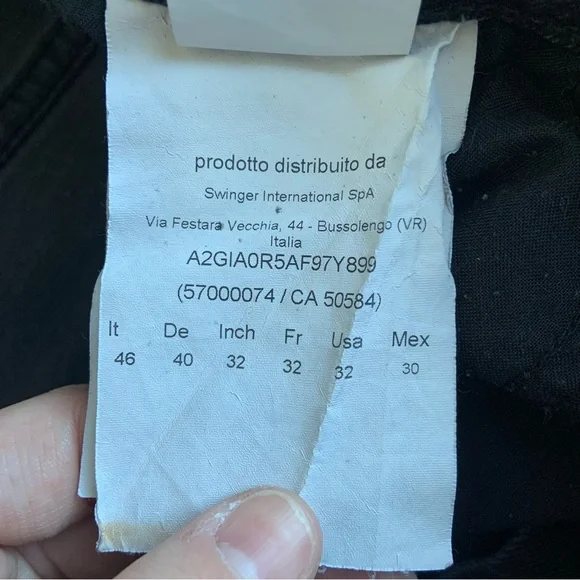 prodotto distribuito da
Swinger International SpA
Via Festara Vecchia, 44 - Bussolengo (VR)
Italia
A2GIA0R5AF97Y899
(57000074 / CA 50584)
It De Inch Fr Usa Mex
46 40 32 32 32 30